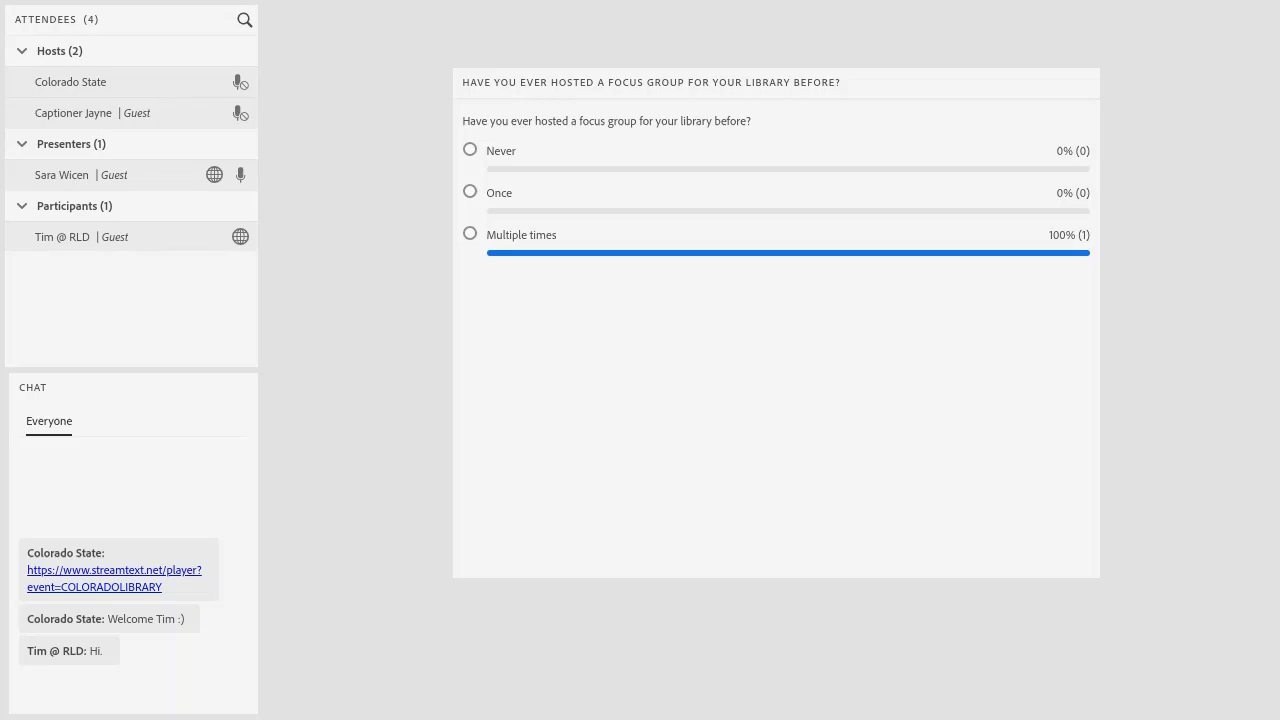 ATTENDEES (4)
Hosts (2)
Colorado State
Captioner Jayne | Guest
Presenters (1)
Sara Wicen | Guest
Participants (1)
Tim @ RLD | Guest
CHAT
Everyone
Colorado State:
https://www.streamtext.net/player?
event=COLORADOLIBRARY
Colorado State: Welcome Tim :)
Tim @ RLD: Hi.
HAVE YOU EVER HOSTED A FOCUS GROUP FOR YOUR LIBRARY BEFORE?
Have you ever hosted a focus group for your library before?
Never 0% (0)
Once 0% (0)
Multiple times 100% (1)